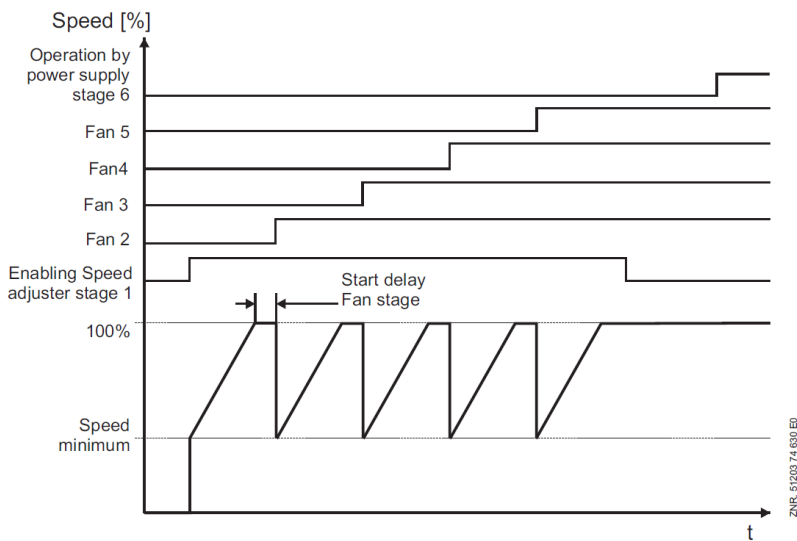 Speed [%]
Operation by
power supply
stage 6
Fan 5
Fan4
Fan 3
Fan 2
Enabling Speed
adjuster stage 1
Start delay
Fan stage
100%
Speed
minimum
t
ZNR. 51203 74 630 E0